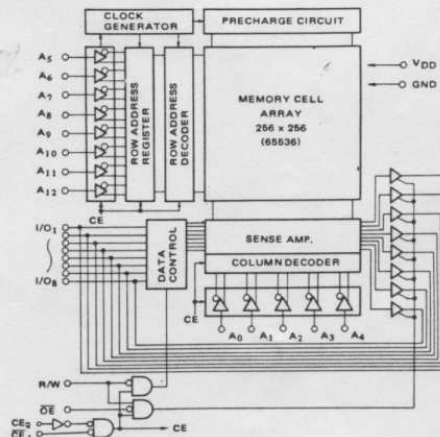 CLOCK GENERATOR
PRECHARGE CIRCUIT
A5
A6
A7
A8
A9
A10
A11
A12
ROW ADDRESS REGISTER
ROW ADDRESS DECODER
MEMORY CELL
ARRAY
256 × 256
(65536)
VDD
GND
CE
I/O1
I/O8
DATA CONTROL
SENSE AMP.
COLUMN DECODER
CE
A0
A1
A2
A3
A4
R/W
OE
CE2
CE1
CE